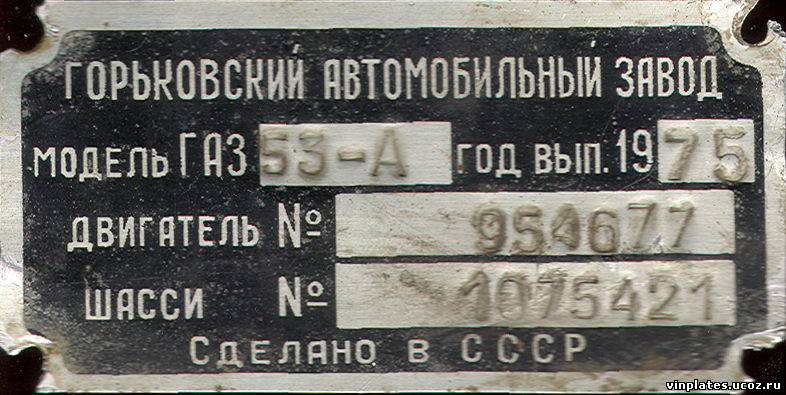 ГОРЬКОВСКИЙ АВТОМОБИЛЬНЫЙ ЗАВОД
МОДЕЛЬ ГАЗ 53-А ГОД ВЫП. 1975
ДВИГАТЕЛЬ № 954677
ШАССИ № 1075421
СДЕЛАНО В СССР
vinplates.ucoz.ru